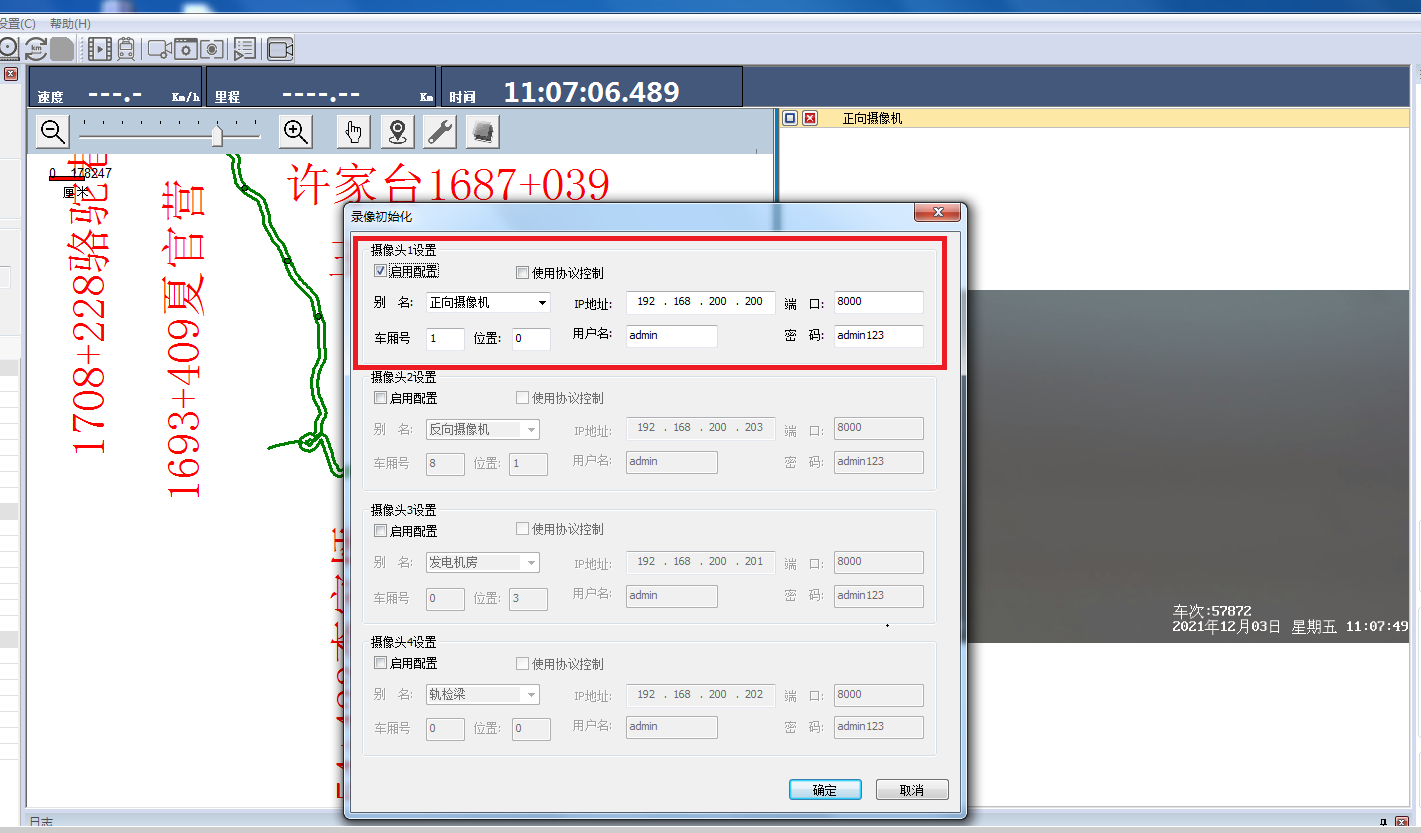 设置(C) 帮助(H)
速度 ---.- Km/h 里程 ----.-- Km 时间 11:07:06.489
正向摄像机
0 178247
厘米
1708+228骆驼
1693+409夏官营
许家台1687+039
录像初始化
摄像头1设置
启用配置 使用协议控制
别 名: 正向摄像机 IP地址: 192 . 168 . 200 . 200 端 口: 8000
车厢号 1 位置: 0 用户名: admin 密 码: admin123
摄像头2设置
启用配置 使用协议控制
别 名: 反向摄像机 IP地址: 192 . 168 . 200 . 203 端 口: 8000
车厢号 8 位置: 1 用户名: admin 密 码: admin123
摄像头3设置
启用配置 使用协议控制
别 名: 发电机房 IP地址: 192 . 168 . 200 . 201 端 口: 8000
车厢号 0 位置: 3 用户名: admin 密 码: admin123
摄像头4设置
启用配置 使用协议控制
别 名: 轨检梁 IP地址: 192 . 168 . 200 . 202 端 口: 8000
车厢号 0 位置: 0 用户名: admin 密 码: admin123
确定 取消
车次:57872
2021年12月03日 星期五 11:07:49
日志